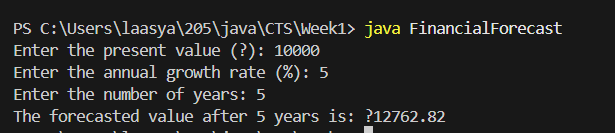 PS C:\Users\laasya\205\java\CTS\Week1> java FinancialForecast
Enter the present value (?): 10000
Enter the annual growth rate (%): 5
Enter the number of years: 5
The forecasted value after 5 years is: ?12762.82